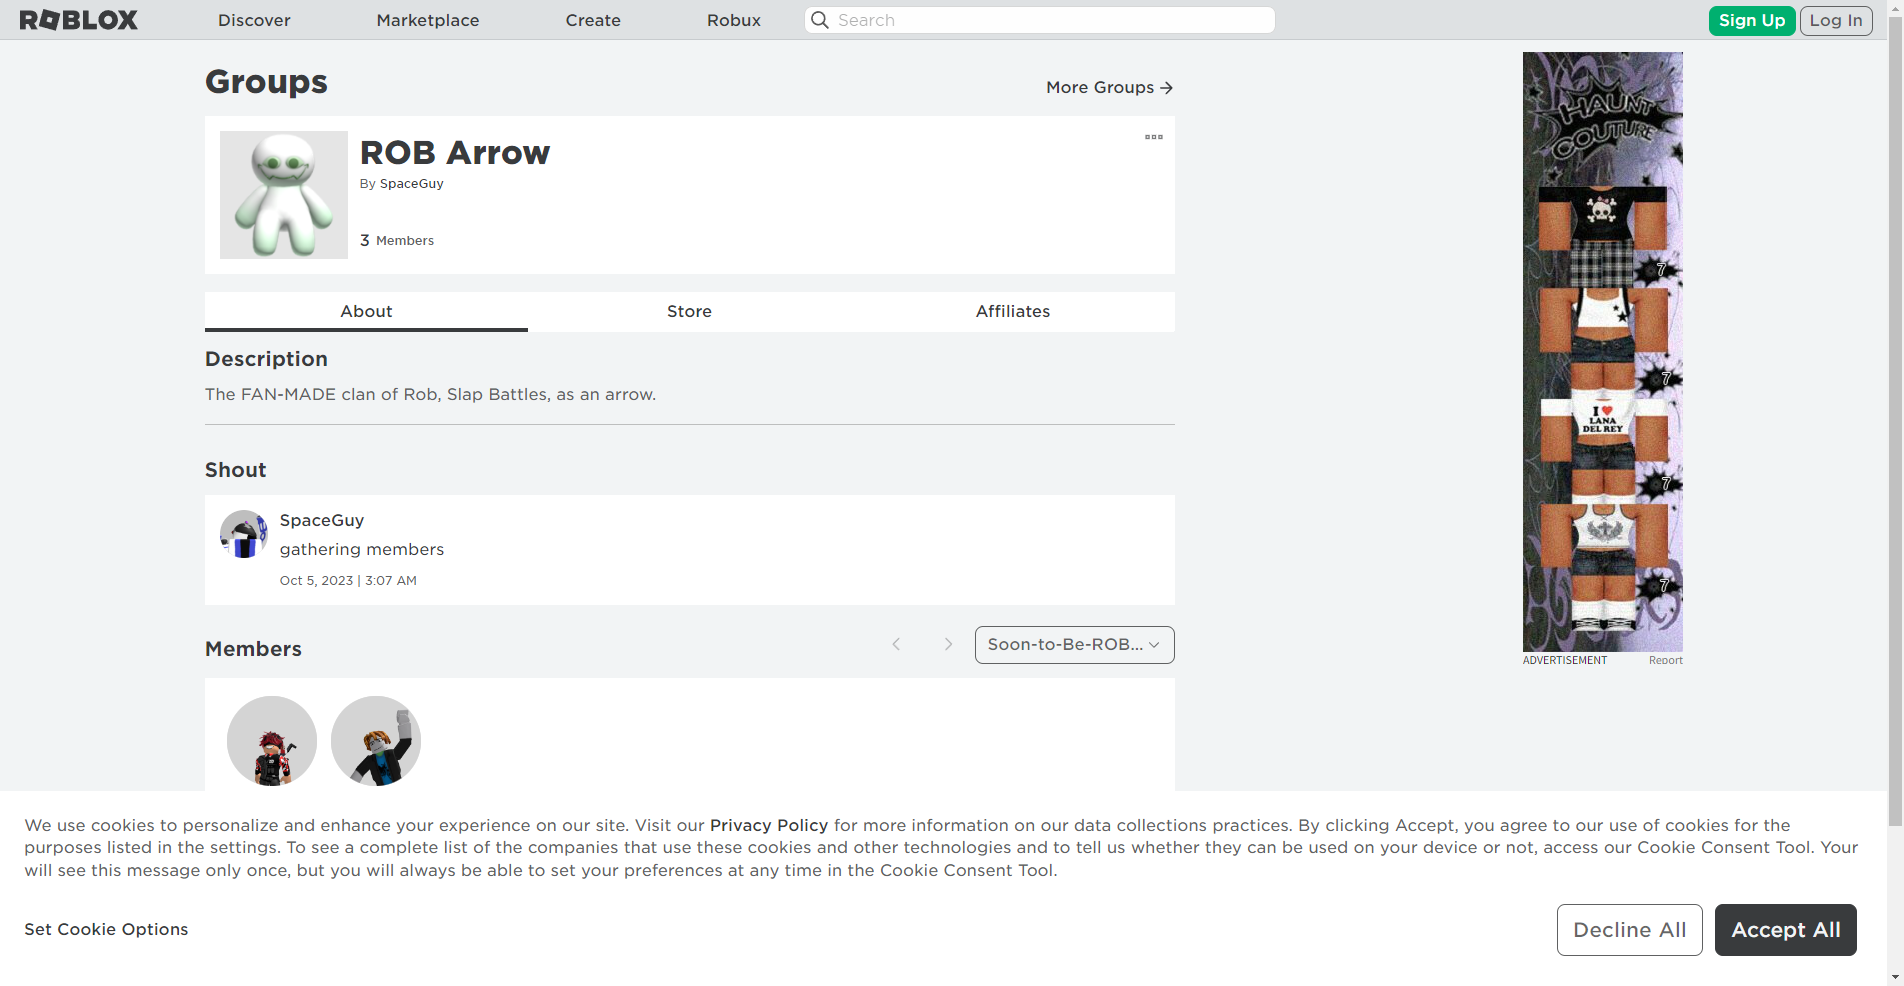 ROBLOX
Discover
Marketplace
Create
Robux
Search
Sign Up
Log In
Groups
More Groups
ROB Arrow
By SpaceGuy
3 Members
About
Store
Affiliates
Description
The FAN-MADE clan of Rob, Slap Battles, as an arrow.
Shout
SpaceGuy
gathering members
Oct 5, 2023 | 3:07 AM
Members
Soon-to-Be-ROB...
HAUNT
COUTURE
7
7
I ❤
LANA
DEL REY
7
7
ADVERTISEMENT
Report
We use cookies to personalize and enhance your experience on our site. Visit our Privacy Policy for more information on our data collections practices. By clicking Accept, you agree to our use of cookies for the
purposes listed in the settings. To see a complete list of the companies that use these cookies and other technologies and to tell us whether they can be used on your device or not, access our Cookie Consent Tool. Your
will see this message only once, but you will always be able to set your preferences at any time in the Cookie Consent Tool.
Set Cookie Options
Decline All
Accept All